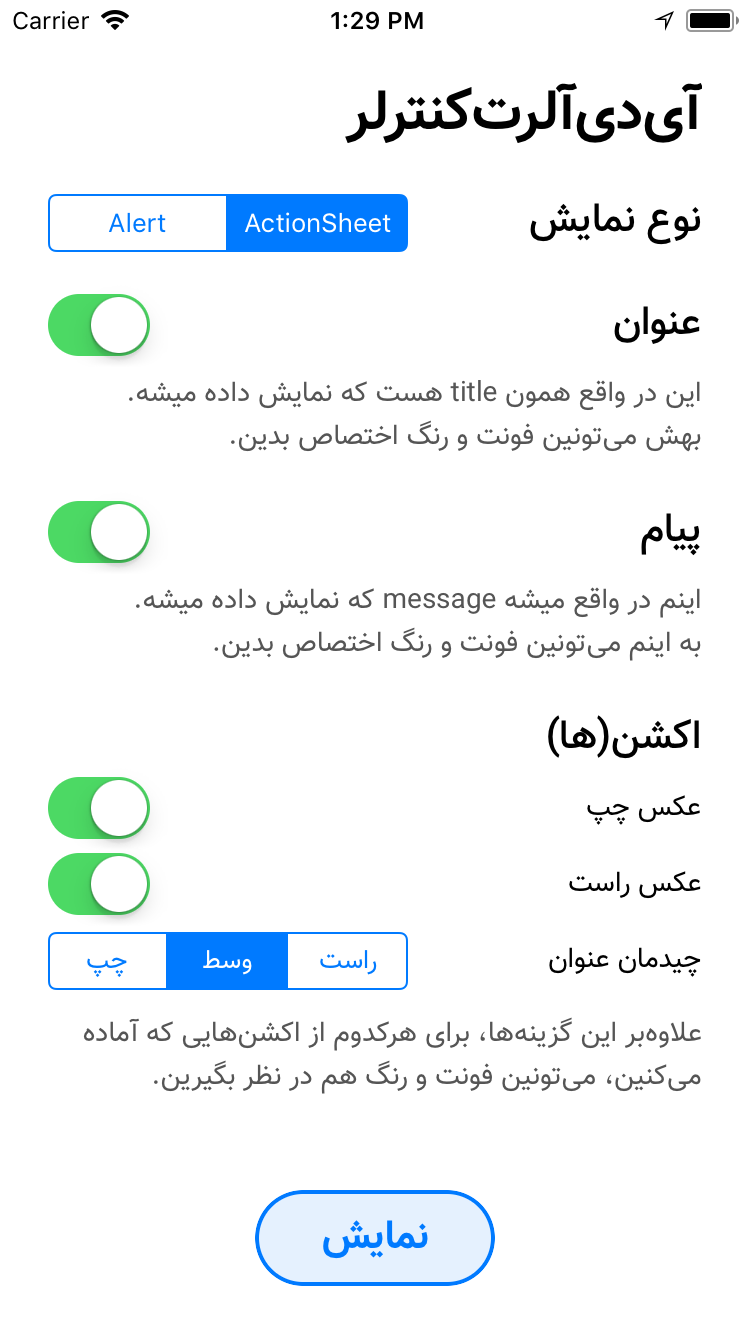 Carrier 1:29 PM
آی‌دی‌آلرت‌کنترلر
نوع نمایش
Alert ActionSheet
عنوان
این در واقع همون title هست که نمایش داده میشه.
بهش می‌تونین فونت و رنگ اختصاص بدین.
پیام
اینم در واقع میشه message که نمایش داده میشه.
به اینم می‌تونین فونت و رنگ اختصاص بدین.
اکشن(ها)
عکس چپ
عکس راست
چیدمان عنوان
راست وسط چپ
علاوه‌بر این گزینه‌ها، برای هرکدوم از اکشن‌هایی که آماده
می‌کنین، می‌تونین فونت و رنگ هم در نظر بگیرین.
نمایش